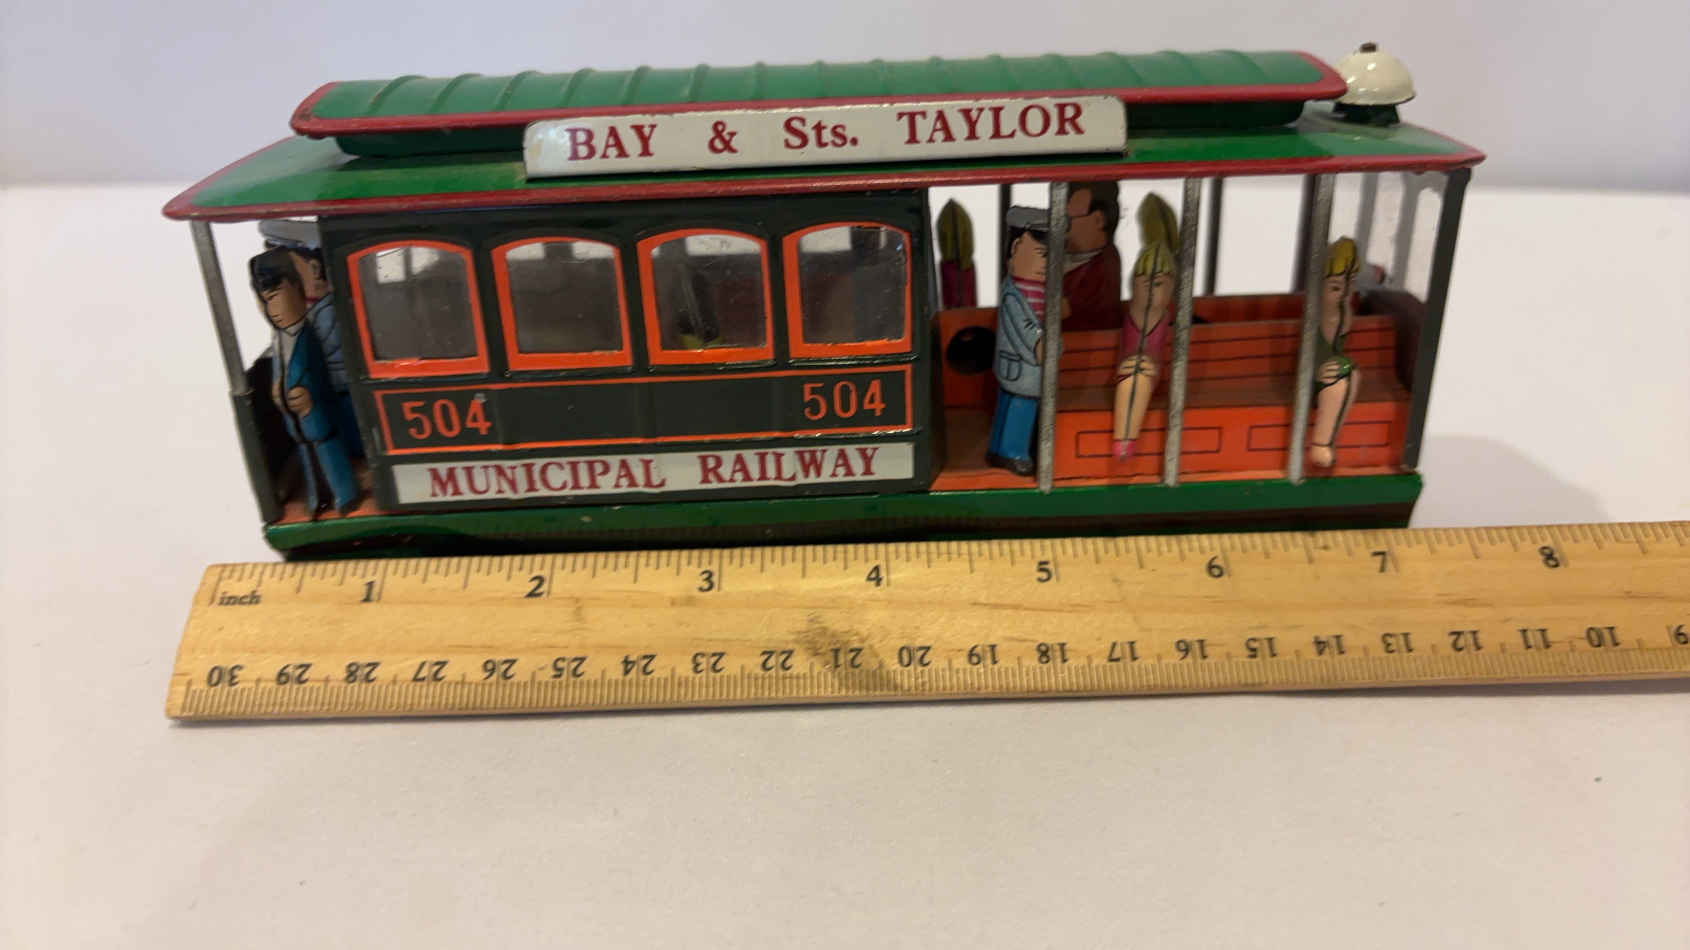 BAY & Sts. TAYLOR
504 504
MUNICIPAL RAILWAY
inch 1 2 3 4 5 6 7 8
30 29 28 27 26 25 24 23 22 21 20 19 18 17 16 15 14 13 12 11 10 9